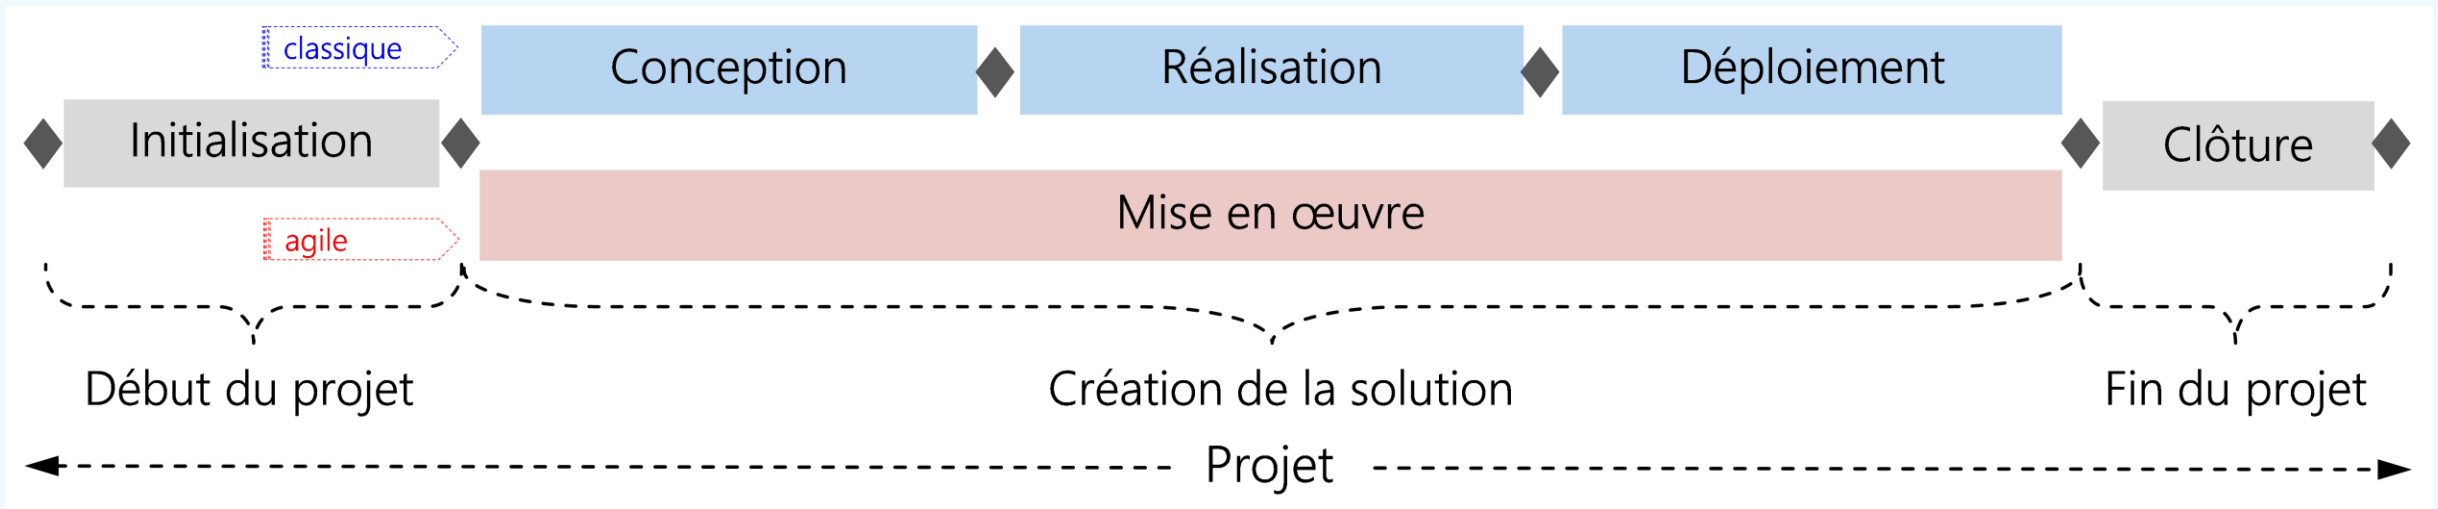 classique
Conception
Réalisation
Déploiement
Initialisation
Clôture
Mise en œuvre
agile
Début du projet
Création de la solution
Fin du projet
Projet